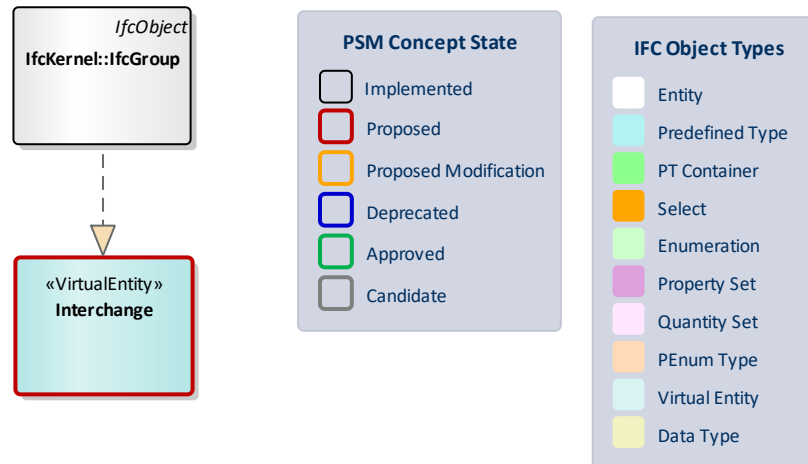 IfcObject
IfcKernel::IfcGroup
«VirtualEntity»
Interchange
PSM Concept State
Implemented
Proposed
Proposed Modification
Deprecated
Approved
Candidate
IFC Object Types
Entity
Predefined Type
PT Container
Select
Enumeration
Property Set
Quantity Set
PEnum Type
Virtual Entity
Data Type